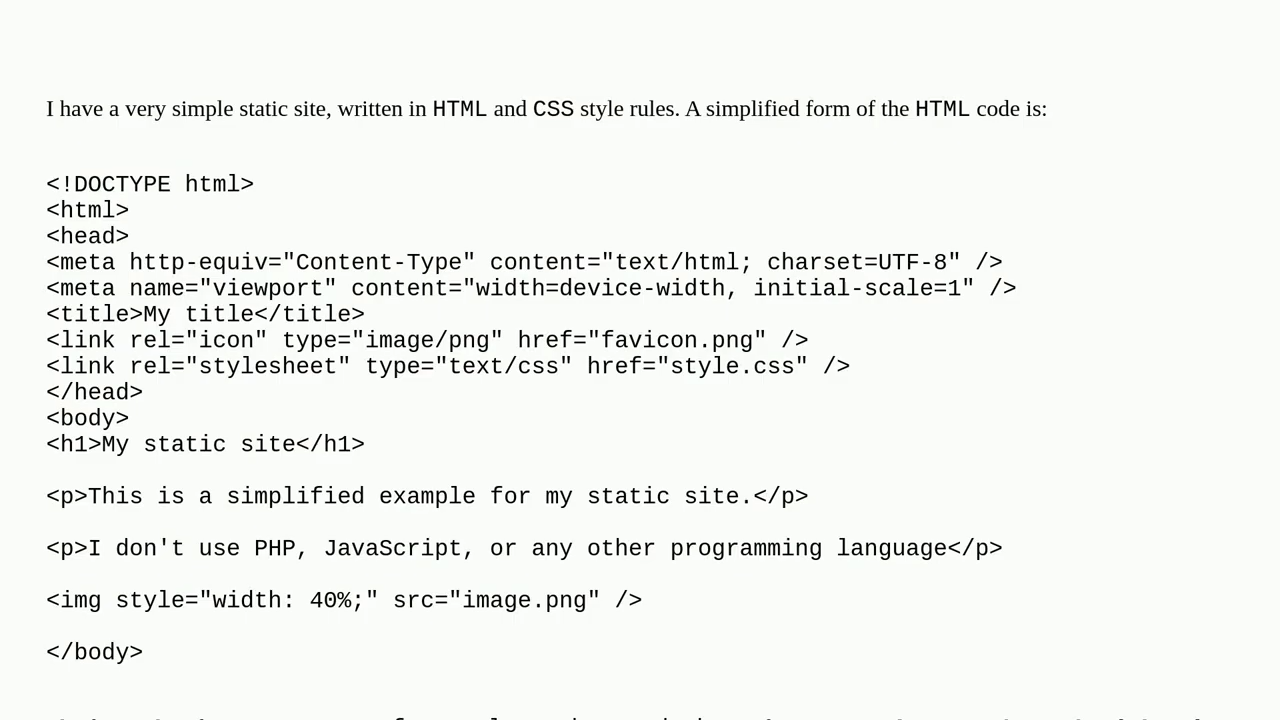 I have a very simple static site, written in HTML and CSS style rules. A simplified form of the HTML code is:
<!DOCTYPE html>
<html>
<head>
<meta http-equiv="Content-Type" content="text/html; charset=UTF-8" />
<meta name="viewport" content="width=device-width, initial-scale=1" />
<title>My title</title>
<link rel="icon" type="image/png" href="favicon.png" />
<link rel="stylesheet" type="text/css" href="style.css" />
</head>
<body>
<h1>My static site</h1>
<p>This is a simplified example for my static site.</p>
<p>I don't use PHP, JavaScript, or any other programming language</p>
<img style="width: 40%;" src="image.png" />
</body>